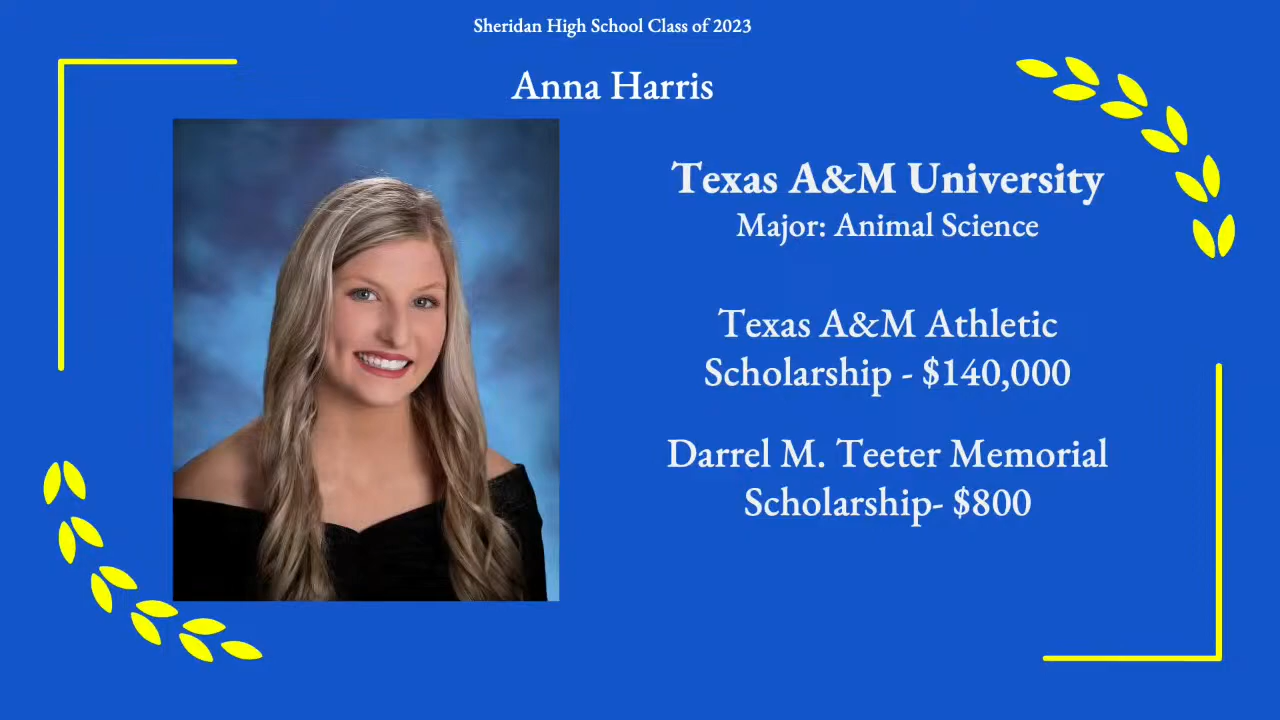 Sheridan High School Class of 2023
Anna Harris
Texas A&M University
Major: Animal Science
Texas A&M Athletic
Scholarship - $140,000
Darrel M. Teeter Memorial
Scholarship- $800